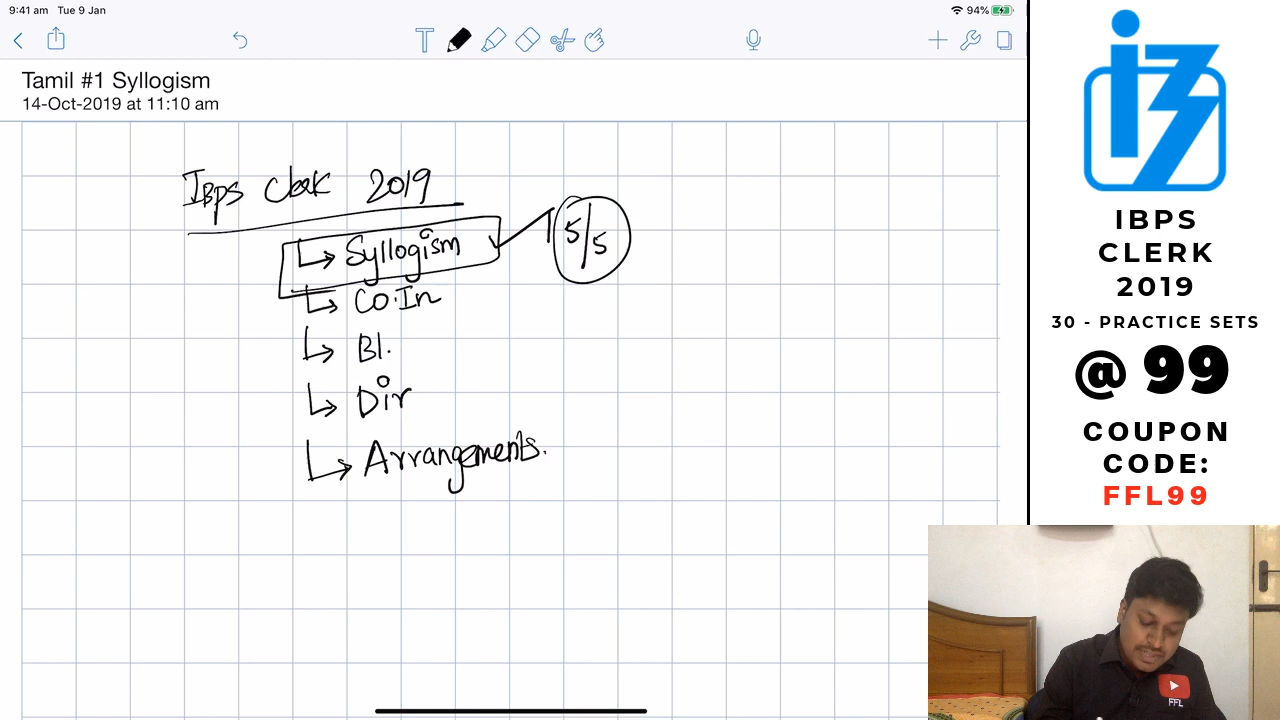 9:41 am Tue 9 Jan
94%
Tamil #1 Syllogism
14-Oct-2019 at 11:10 am
IBPS Clerk 2019
Syllogism
5/5
Co.In
Bl.
Dir
Arrangements.
IBPS
CLERK
2019
30 - PRACTICE SETS
@ 99
COUPON
CODE:
FFL99
FFL